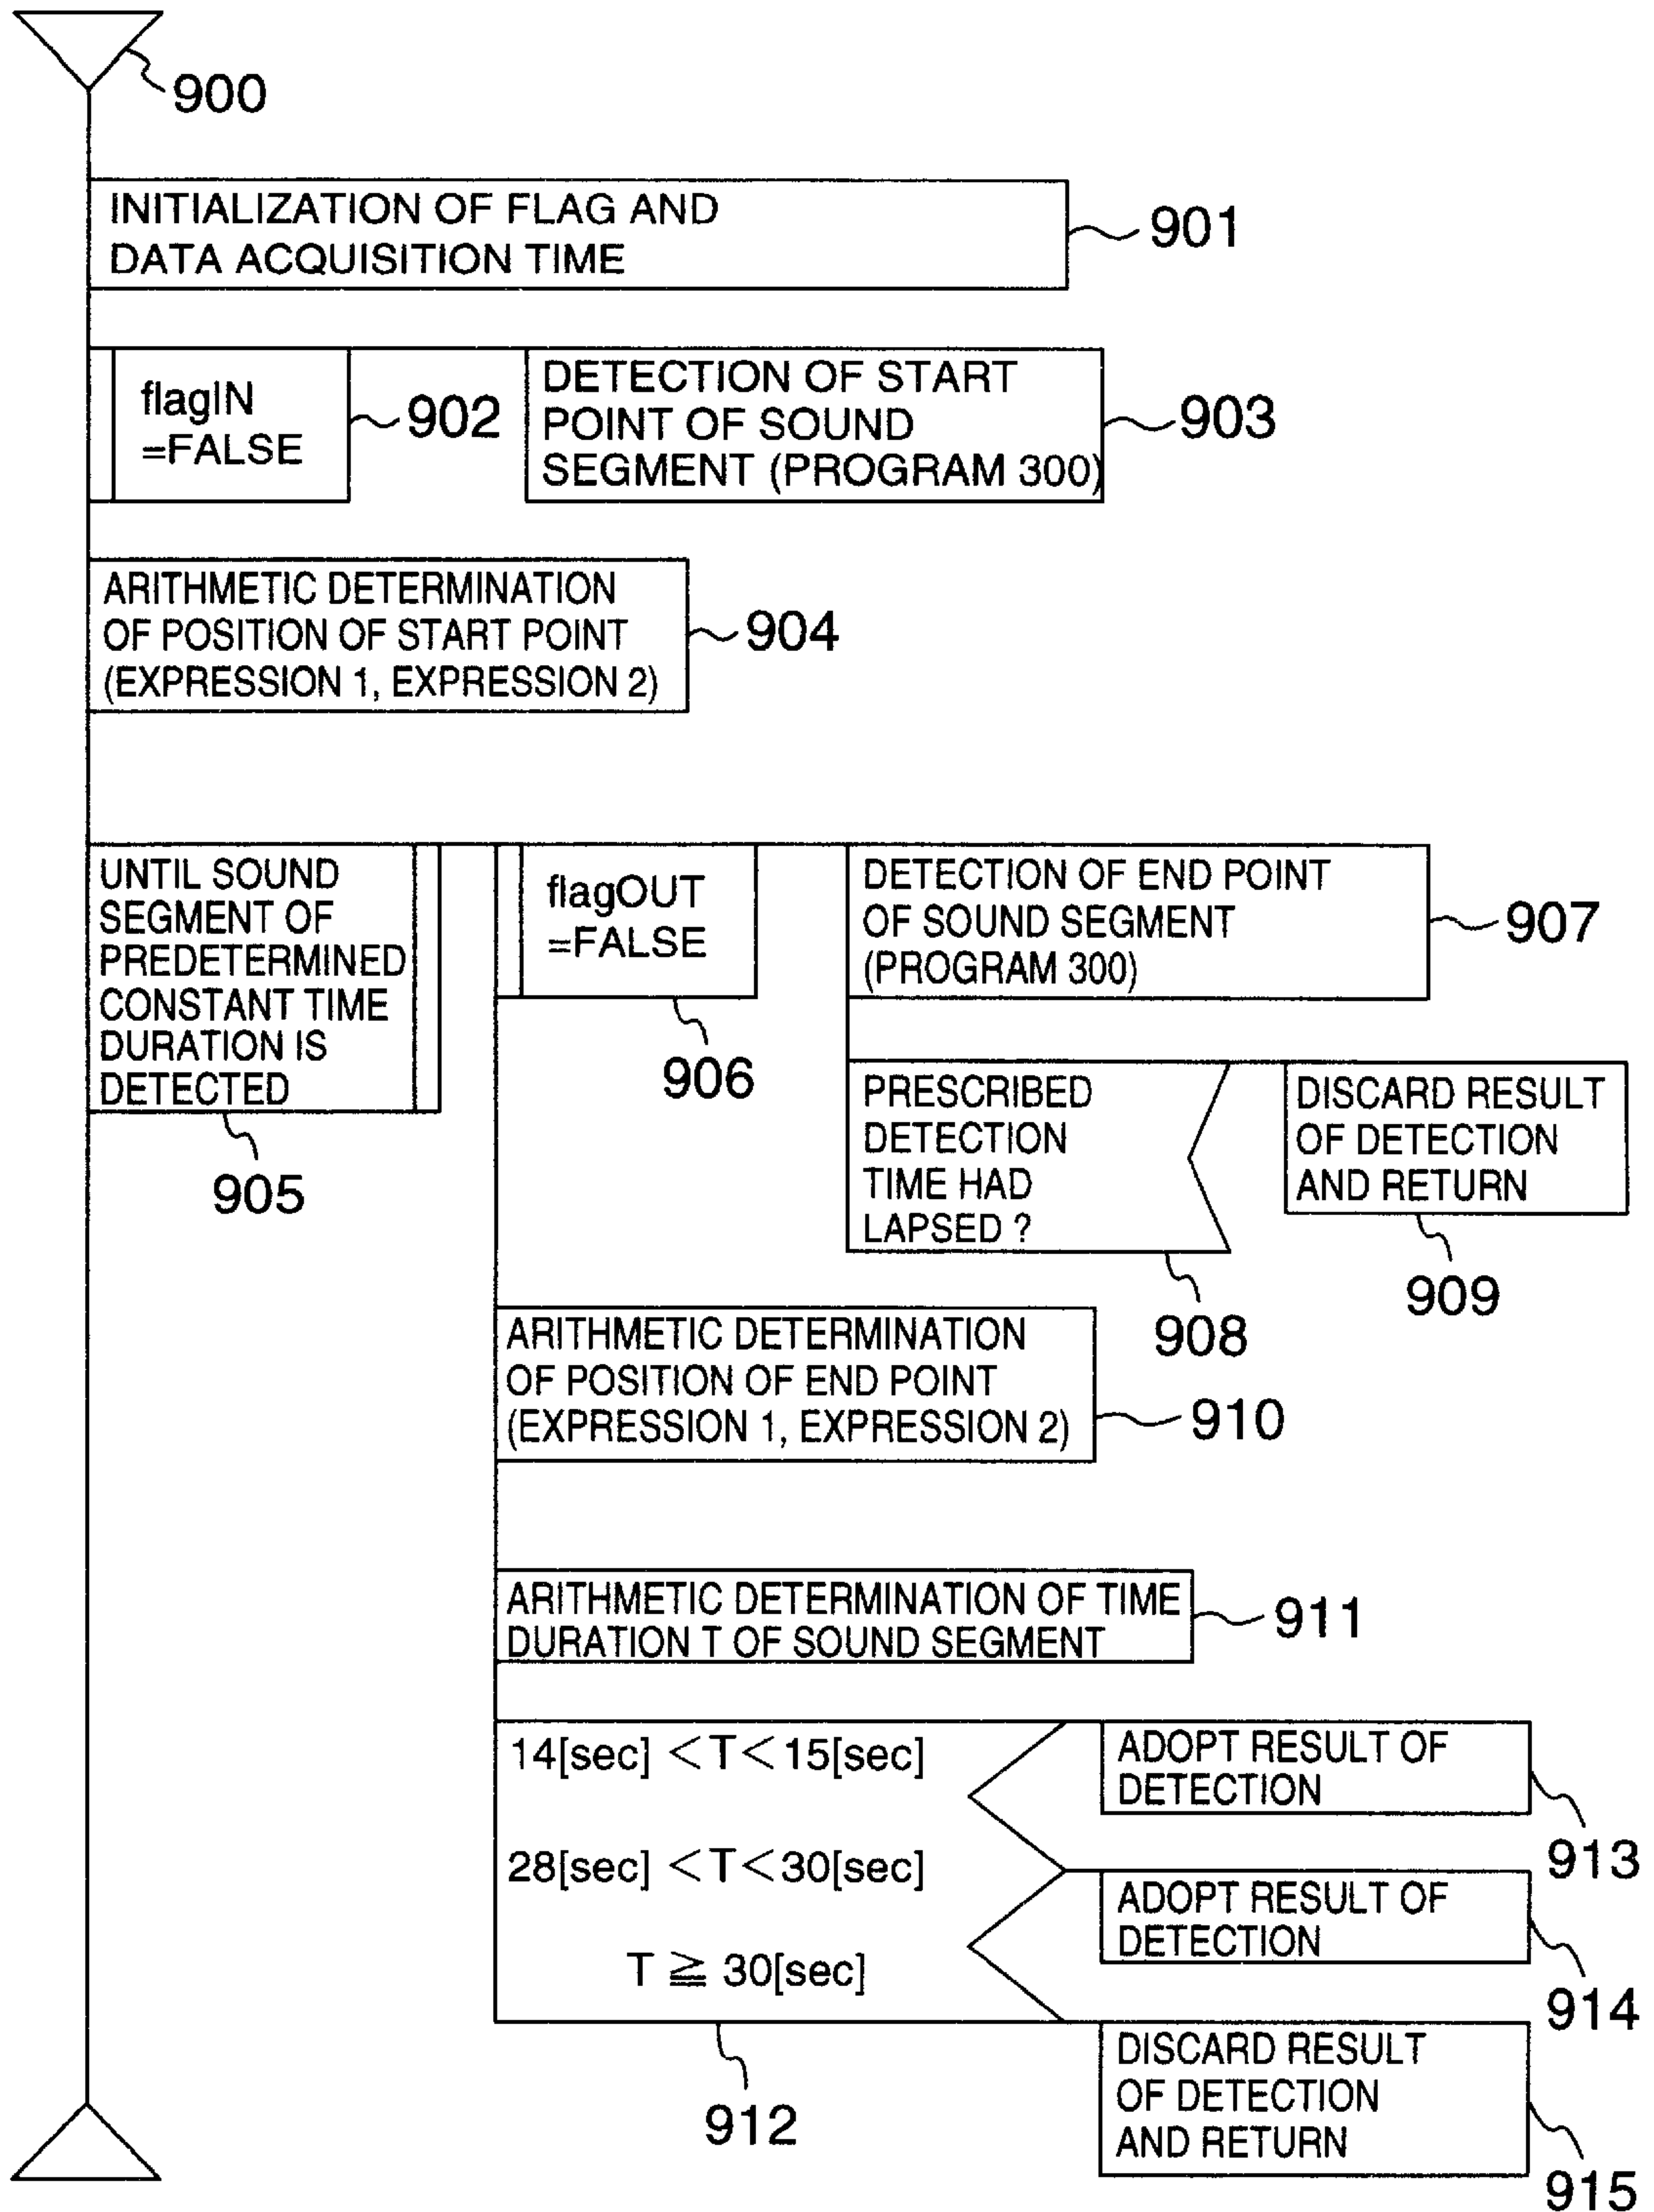 900
INITIALIZATION OF FLAG AND
DATA ACQUISITION TIME
901
flagIN
=FALSE
902
DETECTION OF START
POINT OF SOUND
SEGMENT (PROGRAM 300)
903
ARITHMETIC DETERMINATION
OF POSITION OF START POINT
(EXPRESSION 1, EXPRESSION 2)
904
UNTIL SOUND
SEGMENT OF
PREDETERMINED
CONSTANT TIME
DURATION IS
DETECTED
905
flagOUT
=FALSE
906
DETECTION OF END POINT
OF SOUND SEGMENT
(PROGRAM 300)
907
PRESCRIBED
DETECTION
TIME HAD
LAPSED ?
908
DISCARD RESULT
OF DETECTION
AND RETURN
909
ARITHMETIC DETERMINATION
OF POSITION OF END POINT
(EXPRESSION 1, EXPRESSION 2)
910
ARITHMETIC DETERMINATION OF TIME
DURATION T OF SOUND SEGMENT
911
14[sec] <T<15[sec]
28[sec] <T<30[sec]
T ≧ 30[sec]
912
ADOPT RESULT OF
DETECTION
913
ADOPT RESULT OF
DETECTION
914
DISCARD RESULT
OF DETECTION
AND RETURN
915